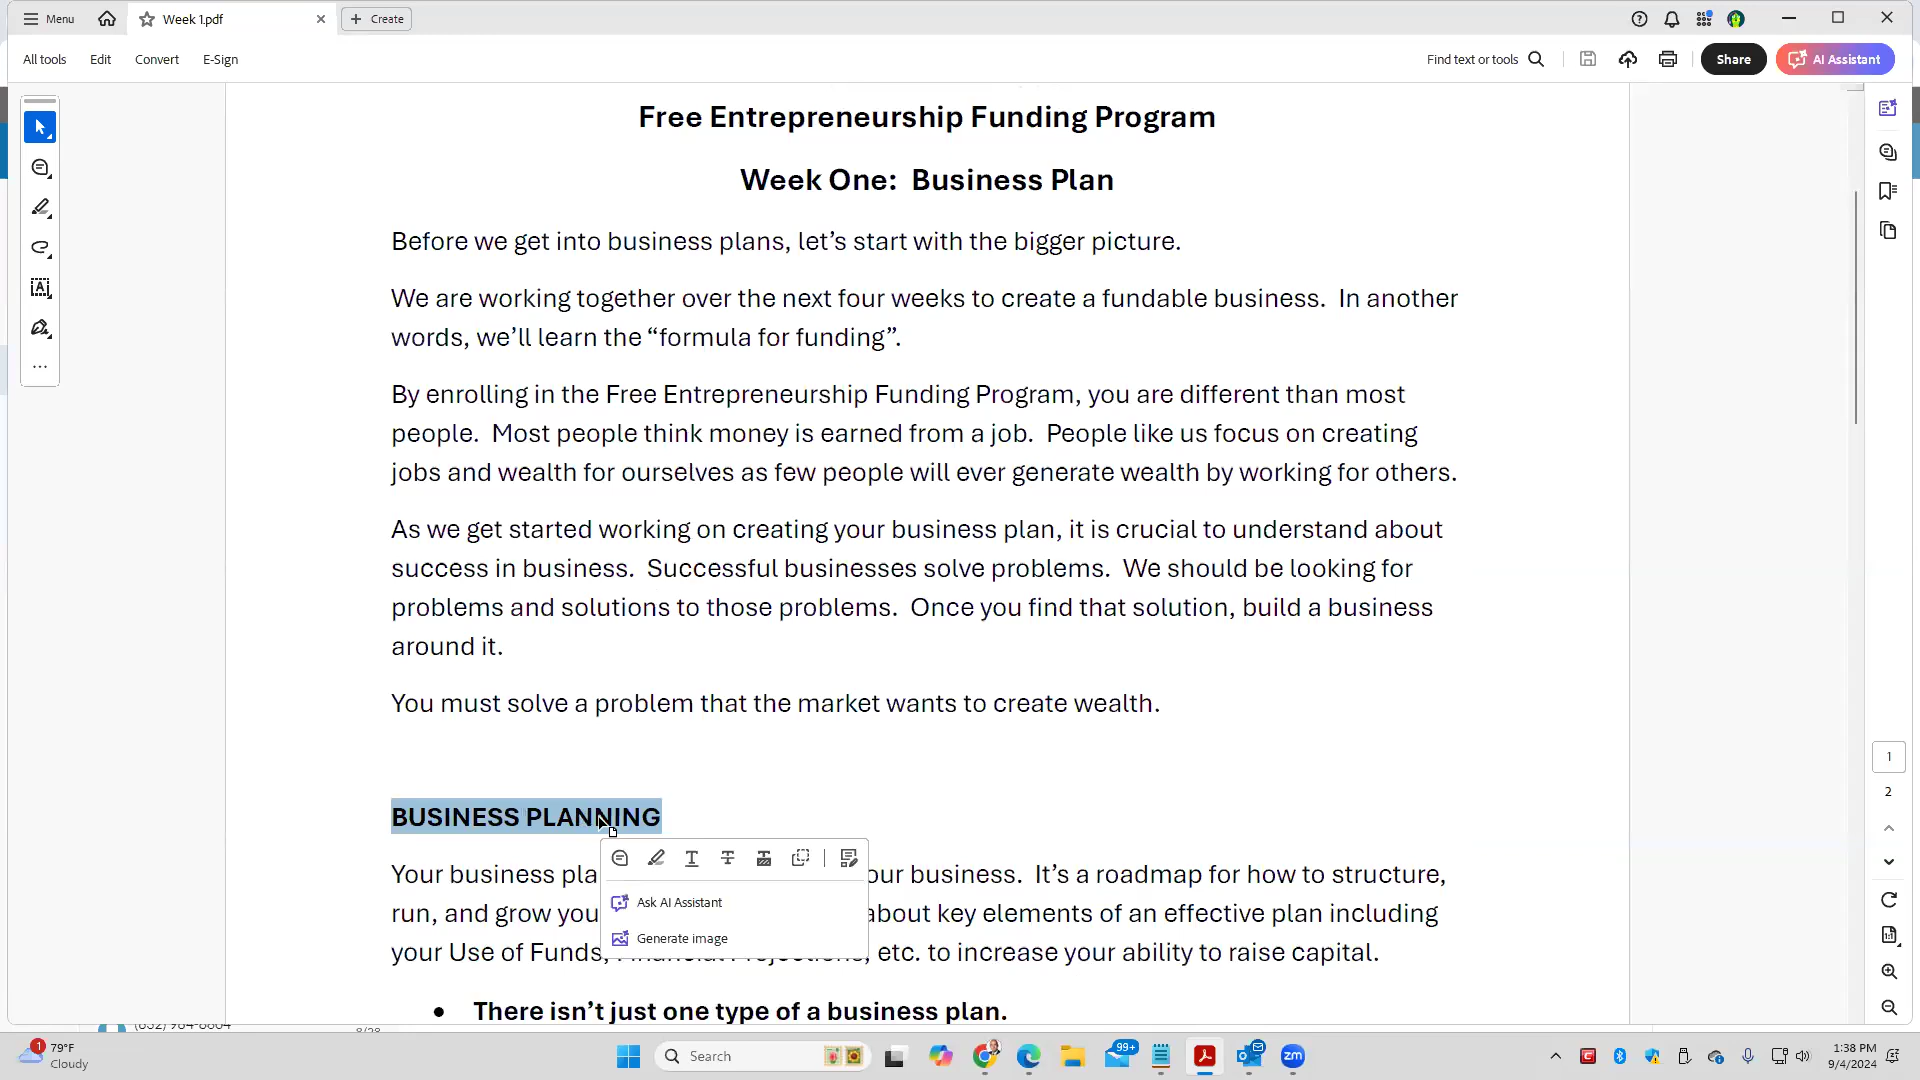 Menu
Week 1.pdf
Create
All tools
Edit
Convert
E-Sign
Find text or tools
Share
AI Assistant
Free Entrepreneurship Funding Program
Week One:  Business Plan
Before we get into business plans, let’s start with the bigger picture.
We are working together over the next four weeks to create a fundable business.  In another
words, we’ll learn the “formula for funding”.
By enrolling in the Free Entrepreneurship Funding Program, you are different than most
people.  Most people think money is earned from a job.  People like us focus on creating
jobs and wealth for ourselves as few people will ever generate wealth by working for others.
As we get started working on creating your business plan, it is crucial to understand about
success in business.  Successful businesses solve problems.  We should be looking for
problems and solutions to those problems.  Once you find that solution, build a business
around it.
You must solve a problem that the market wants to create wealth.
BUSINESS PLANNING
Your business pla our business.  It’s a roadmap for how to structure,
run, and grow you about key elements of an effective plan including
your Use of Funds, Financial Projections, etc. to increase your ability to raise capital.
Ask AI Assistant
Generate image
• There isn’t just one type of a business plan.
1
2
8/28
1
79°F
Cloudy
Search
99+
zm
1:38 PM
9/4/2024